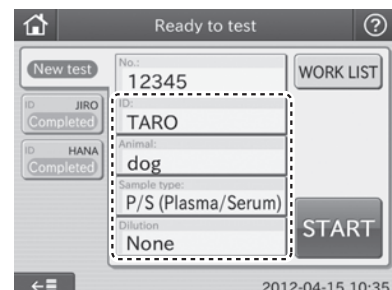 Ready to test
?
New test
No.:
12345
WORK LIST
ID JIRO
Completed
ID HANA
Completed
ID:
TARO
Animal:
dog
Sample type:
P/S (Plasma/Serum)
Dilution
None
START
2012-04-15 10:35